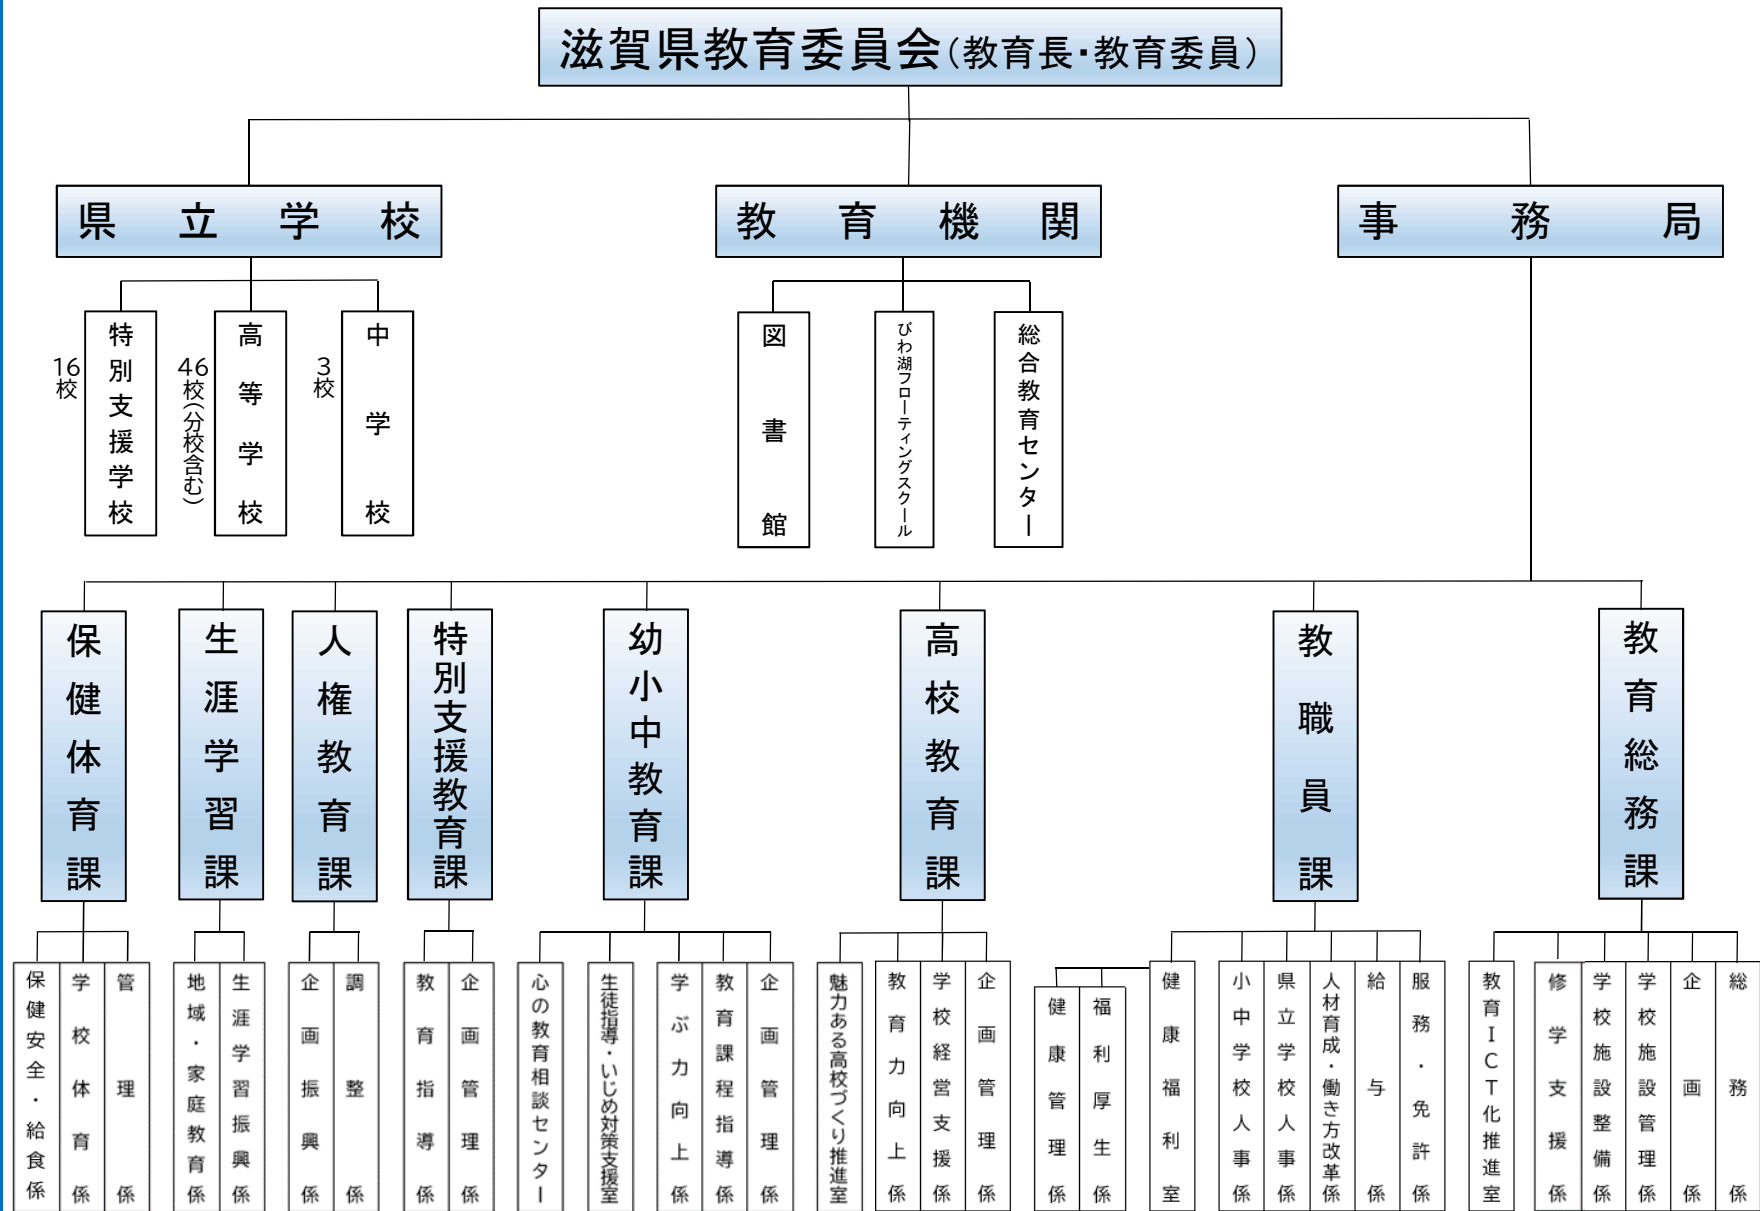 滋賀県教育委員会(教育長・教育委員)
県立学校
教育機関
事務局
特別支援学校
16校
高等学校
46校(分校含む)
中学校
3校
図書館
びわ湖フローティングスクール
総合教育センター
保健体育課
生涯学習課
人権教育課
特別支援教育課
幼小中教育課
高校教育課
教職員課
教育総務課
保健安全・給食係
学校体育係
管理係
地域・家庭教育係
生涯学習振興係
企画振興係
調整係
教育指導係
企画管理係
心の教育相談センター
生徒指導・いじめ対策支援室
学ぶ力向上係
教育課程指導係
企画管理係
魅力ある高校づくり推進室
教育力向上係
学校経営支援係
企画管理係
健康管理係
福利厚生係
健康福利室
小中学校人事係
県立学校人事係
人材育成・働き方改革係
給与係
服務・免許係
教育ICT化推進室
修学支援係
学校施設整備係
学校施設管理係
企画係
総務係